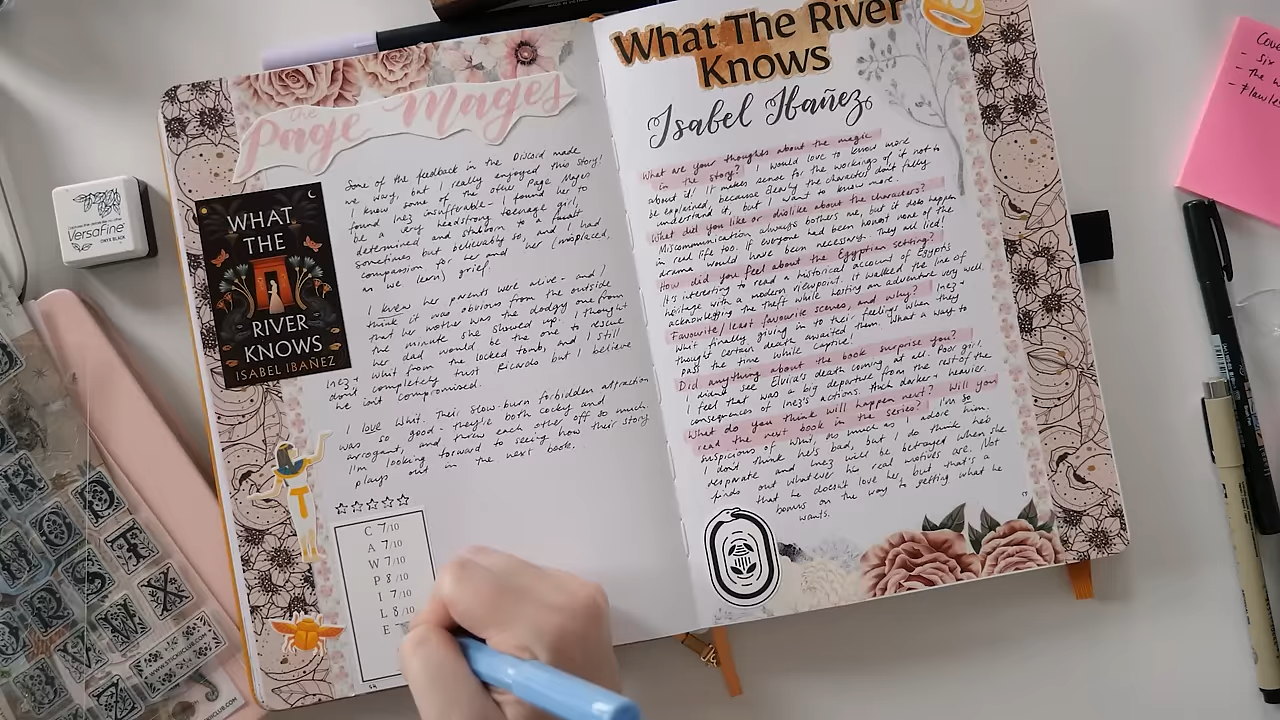 the
Page Mages
WHAT
THE
RIVER
KNOWS
ISABEL IBAÑEZ
Some of the feedback in the Discord made
me wary, but I really enjoyed this story!
I know some of the other Page Mages
found Inez insufferable - I found her to
be a very headstrong teenage girl,
determined and stubborn to a fault
sometimes but believably so, and I had
compassion for her and her (misplaced,
as we learn) grief.
I knew her parents were alive - and I
think it was obvious from the outside
her mother was the dodgy one from
the minute she showed up. I thought
Whit would be the one to rescue
Inez + day from the locked tomb, and I still
don't completely trust Ricardo but I believe
he isn't compromised.
I love Whit. Their slow-burn forbidden attraction
was so good - they're both cocky and
arrogant, and threw each other off so much.
I'm looking forward to seeing how their story
plays out in the next book.
C 7/10
A 7/10
W 7/10
P 8/10
I 7/10
L 8/10
E 7
What The River
Knows
Isabel Ibañez
What are your thoughts about the magic
in the story? I would love to know more
about it! It makes sense for the workings of it not to
be explained, because clearly the characters don't fully
understand it, but I want to know more!
What did you like or dislike about the characters?
Miscommunication always bothers me, but it does happen
in real life too. If everyone had been honest none of the
drama would have been necessary. They all lied!
How did you feel about the Egyptian setting?
It's interesting to read a historical account of Egypt's
heritage with a modern viewpoint. It walked the line of
acknowledging the theft while hosting an adventure very well.
Favourite/least favourite scenes, and why? Inez +
Whit finally giving in to their feelings when they
thought certain death awaited them. What a way to
pass the time while captive!
Did anything about the book surprise you?
I didn't see Elvira's death coming at all. Poor girl.
I feel that was a big departure from the rest of the
consequences of Inez's actions. Much darker + heavier.
What do you think will happen next? Will you
read the next book in the series? I'm so
suspicious of Whit, as much as I adore him.
I don't think he's bad, but I do think he's
desperate and Inez will be betrayed when she
finds out whatever his real motives are. Not
that he doesn't love her, but that's a
bonus on the way to getting what he
wants.
VersaFine
ONYX BLACK
Cove
- Six
- The
- Flawle